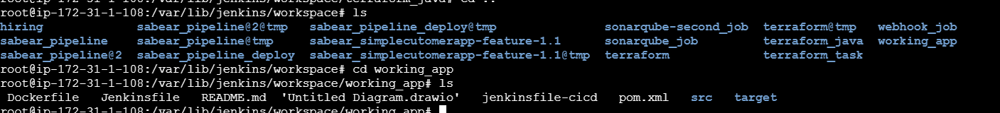 root@ip-172-31-1-108:/var/lib/jenkins/workspace/terraform_java# cd ..
root@ip-172-31-1-108:/var/lib/jenkins/workspace# ls
hiring sabear_pipeline@2@tmp sabear_pipeline_deploy@tmp sonarqube-second_job terraform@tmp webhook_job
sabear_pipeline sabear_pipeline@tmp sabear_simplecutomerapp-feature-1.1 sonarqube_job terraform_java working_app
sabear_pipeline@2 sabear_pipeline_deploy sabear_simplecutomerapp-feature-1.1@tmp terraform terraform_task
root@ip-172-31-1-108:/var/lib/jenkins/workspace# cd working_app
root@ip-172-31-1-108:/var/lib/jenkins/workspace/working_app# ls
Dockerfile Jenkinsfile README.md 'Untitled Diagram.drawio' jenkinsfile-cicd pom.xml src target
root@ip-172-31-1-108:/var/lib/jenkins/workspace/working_app#